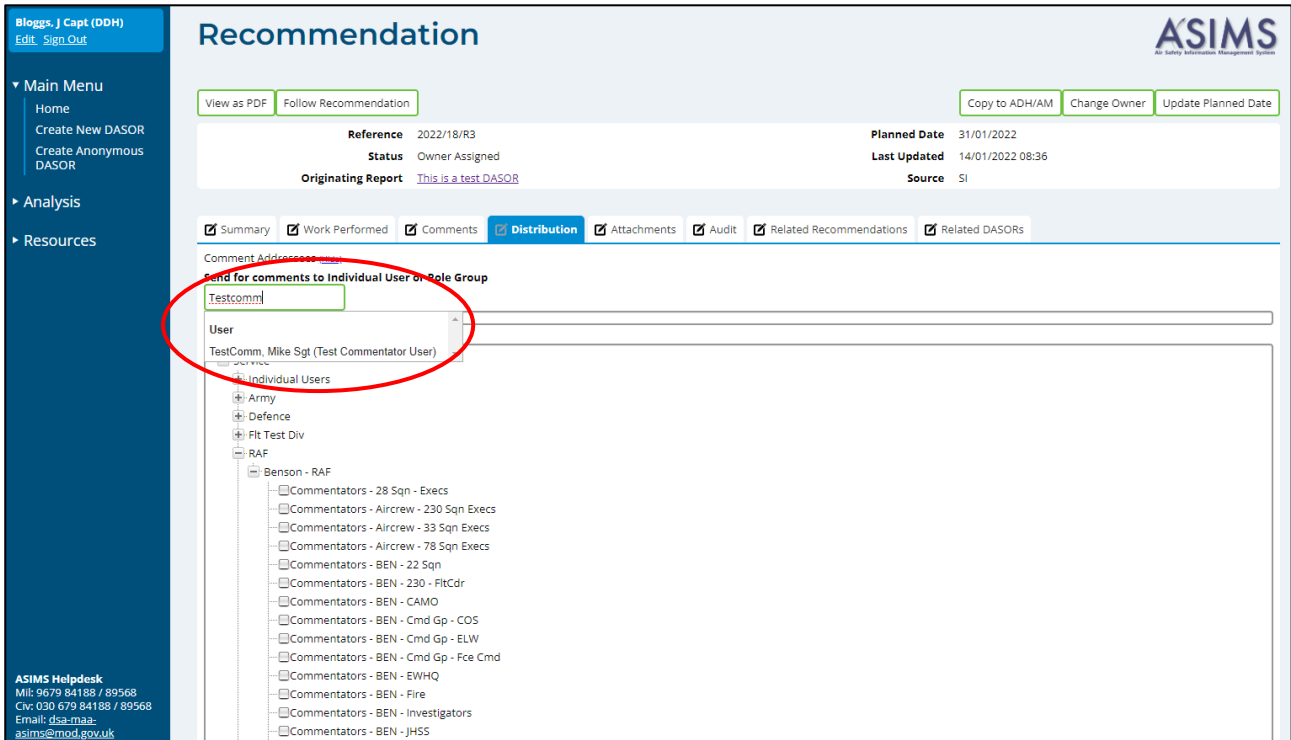 Bloggs, J Capt (DDH)
Edit Sign Out
Main Menu
Home
Create New DASOR
Create Anonymous
DASOR
Analysis
Resources
ASIMS Helpdesk
Mil: 9679 84188 / 89568
Civ: 030 679 84188 / 89568
Email: dsa-maa-
asims@mod.gov.uk
Recommendation
ASIMS
Air Safety Information Management System
View as PDF Follow Recommendation Copy to ADH/AM Change Owner Update Planned Date
Reference 2022/18/R3 Planned Date 31/01/2022
Status Owner Assigned Last Updated 14/01/2022 08:36
Originating Report This is a test DASOR Source SI
Summary Work Performed Comments Distribution Attachments Audit Related Recommendations Related DASORs
Comment Addressees
Send for comments to Individual User or Role Group
Testcomm
User
TestComm, Mike Sgt (Test Commentator User)
Service
Individual Users
Army
Defence
Flt Test Div
RAF
Benson - RAF
Commentators - 28 Sqn - Execs
Commentators - Aircrew - 230 Sqn Execs
Commentators - Aircrew - 33 Sqn Execs
Commentators - Aircrew - 78 Sqn Execs
Commentators - BEN - 22 Sqn
Commentators - BEN - 230 - FltCdr
Commentators - BEN - CAMO
Commentators - BEN - Cmd Gp - COS
Commentators - BEN - Cmd Gp - ELW
Commentators - BEN - Cmd Gp - Fce Cmd
Commentators - BEN - EWHQ
Commentators - BEN - Fire
Commentators - BEN - Investigators
Commentators - BEN - JHSS